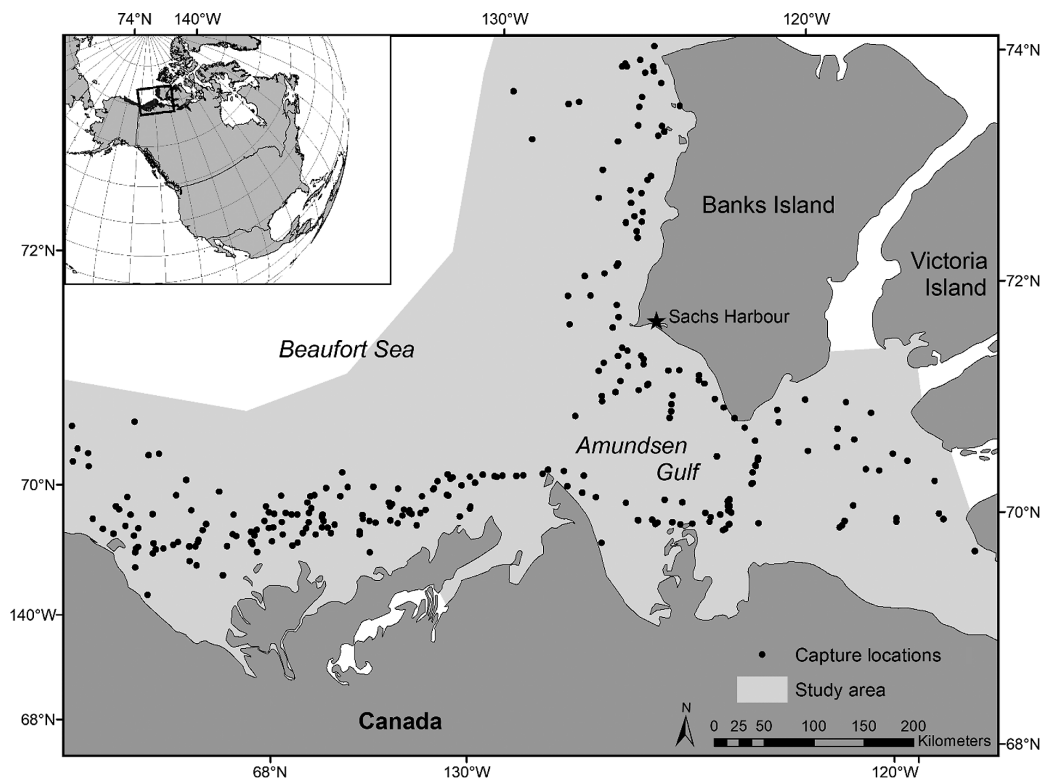 74°N 140°W 130°W 120°W
74°N
Banks Island
72°N
Victoria
Island
72°N
Sachs Harbour
Beaufort Sea
Amundsen
Gulf
70°N
70°N
140°W
Capture locations
Study area
N
Canada
68°N
0 25 50 100 150 200
Kilometers
68°N
68°N 130°W 120°W